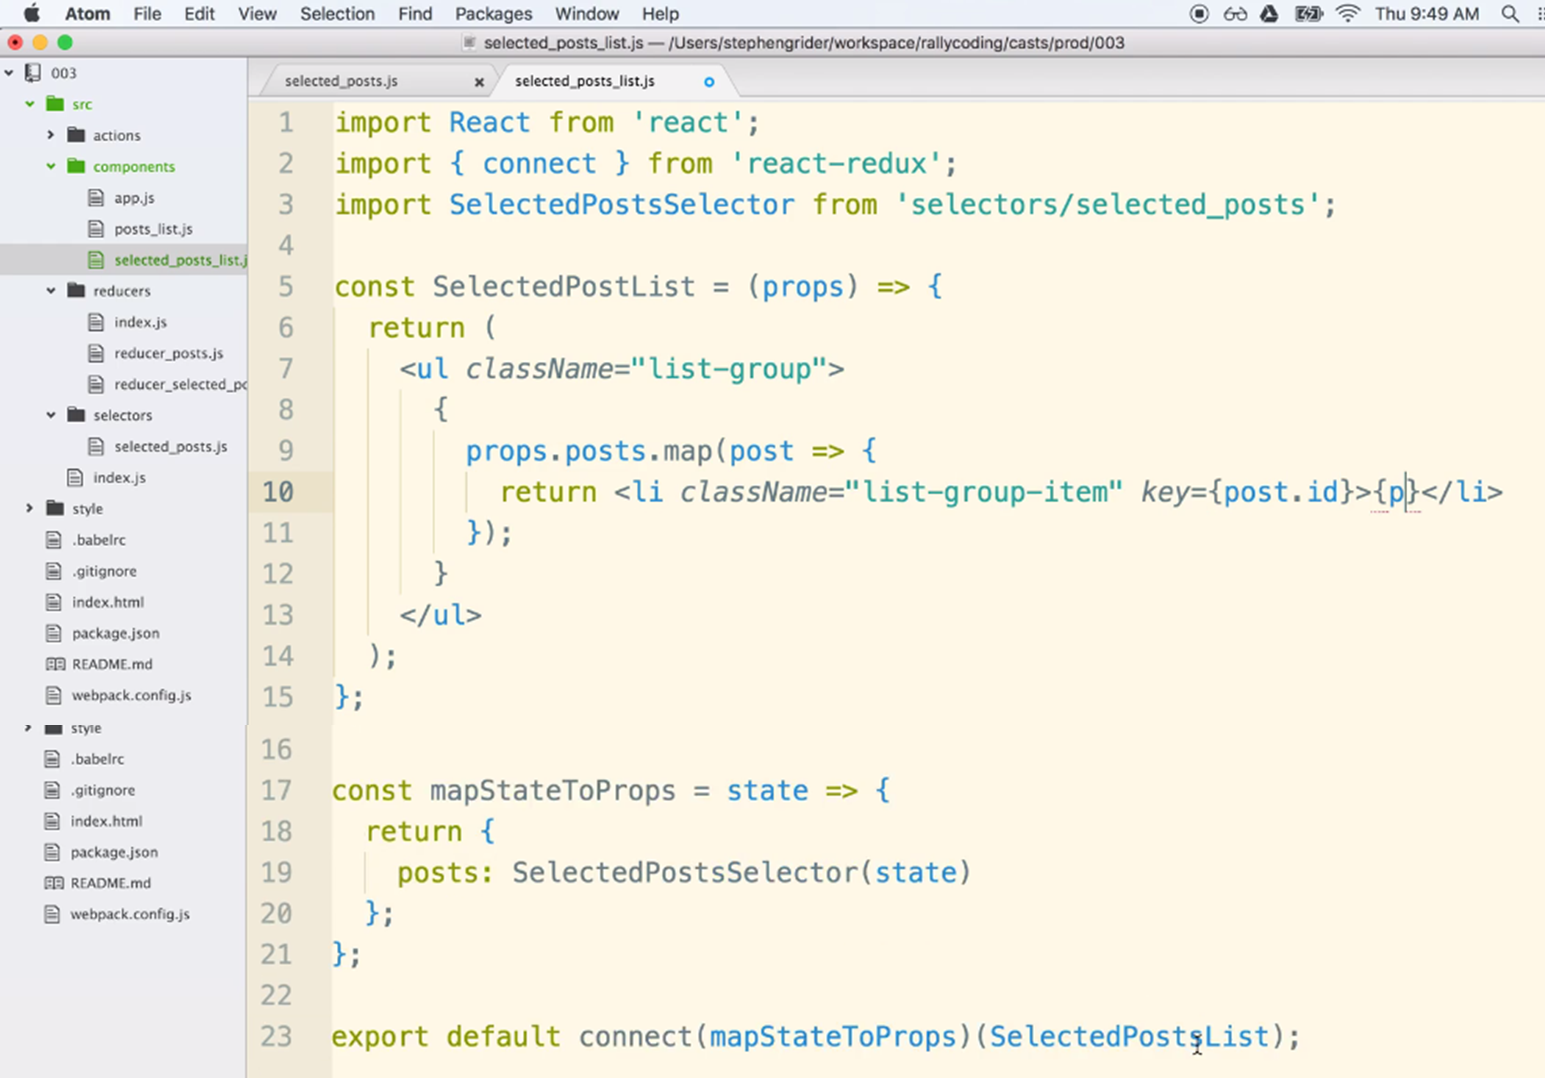 Atom File Edit View Selection Find Packages Window Help Thu 9:49 AM
selected_posts_list.js — /Users/stephengrider/workspace/rallycoding/casts/prod/003
003
src
actions
components
app.js
posts_list.js
selected_posts_list.j
reducers
index.js
reducer_posts.js
reducer_selected_po
selectors
selected_posts.js
index.js
style
.babelrc
.gitignore
index.html
package.json
README.md
webpack.config.js
style
.babelrc
.gitignore
index.html
package.json
README.md
webpack.config.js
selected_posts.js selected_posts_list.js
1 import React from 'react';
2 import { connect } from 'react-redux';
3 import SelectedPostsSelector from 'selectors/selected_posts';
4
5 const SelectedPostList = (props) => {
6 return (
7 <ul className="list-group">
8 {
9 props.posts.map(post => {
10 return <li className="list-group-item" key={post.id}>{p}</li>
11 });
12 }
13 </ul>
14 );
15 };
16
17 const mapStateToProps = state => {
18 return {
19 posts: SelectedPostsSelector(state)
20 };
21 };
22
23 export default connect(mapStateToProps)(SelectedPostsList);